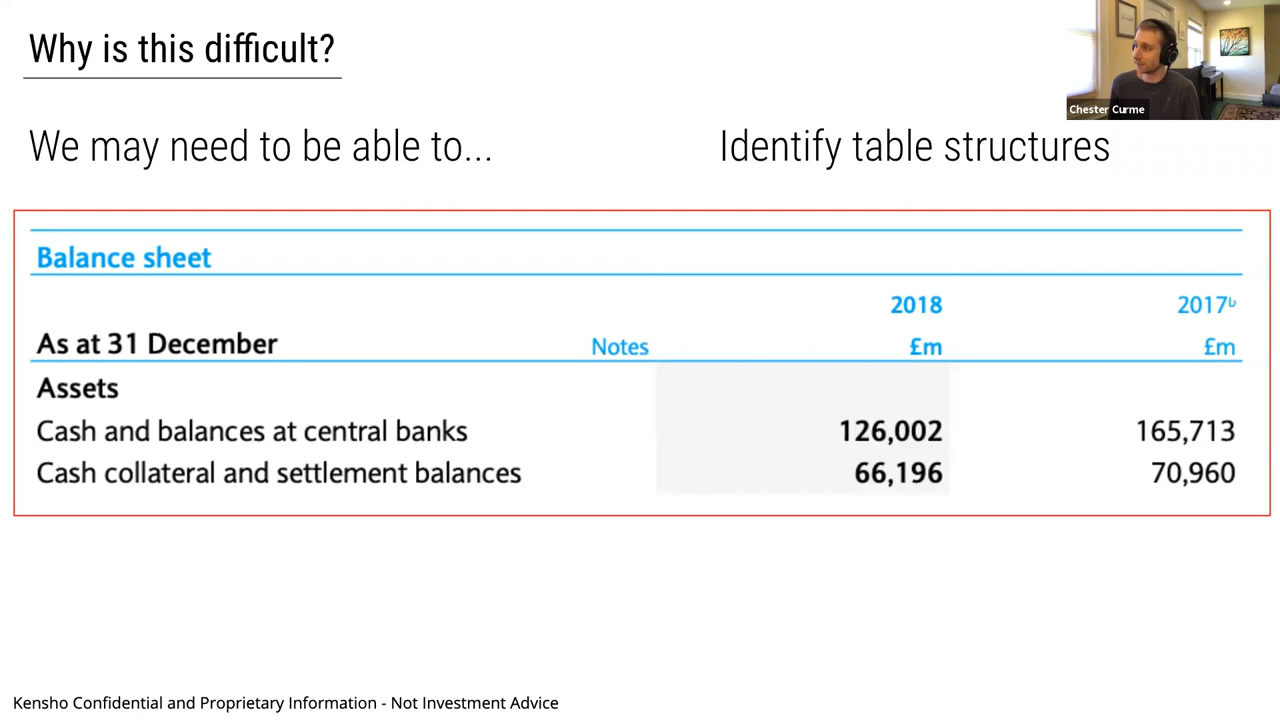 Why is this difficult?
Chester Curme
We may need to be able to...
Identify table structures
Balance sheet
2018 2017ᵇ
As at 31 December Notes £m £m
Assets
Cash and balances at central banks 126,002 165,713
Cash collateral and settlement balances 66,196 70,960
Kensho Confidential and Proprietary Information - Not Investment Advice